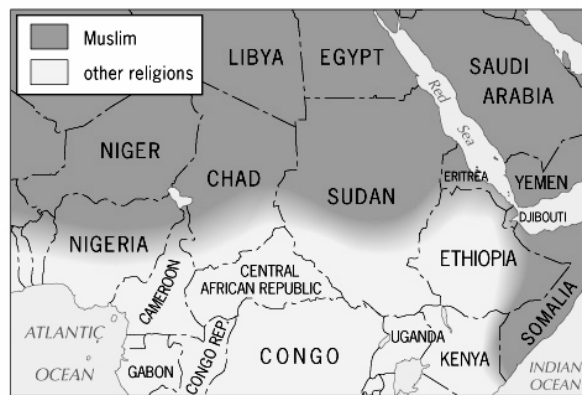 Muslim
other religions
LIBYA
EGYPT
SAUDI
ARABIA
Red
Sea
NIGER
CHAD
SUDAN
ERITREA
YEMEN
DJIBOUTI
NIGERIA
ETHIOPIA
CAMEROON
CENTRAL
AFRICAN REPUBLIC
SOMALIA
ATLANTIC
OCEAN
GABON
CONGO REP.
CONGO
UGANDA
KENYA
INDIAN
OCEAN